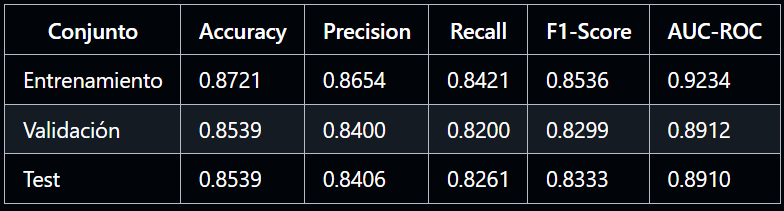 Conjunto Accuracy Precision Recall F1-Score AUC-ROC
Entrenamiento 0.8721 0.8654 0.8421 0.8536 0.9234
Validación 0.8539 0.8400 0.8200 0.8299 0.8912
Test 0.8539 0.8406 0.8261 0.8333 0.8910